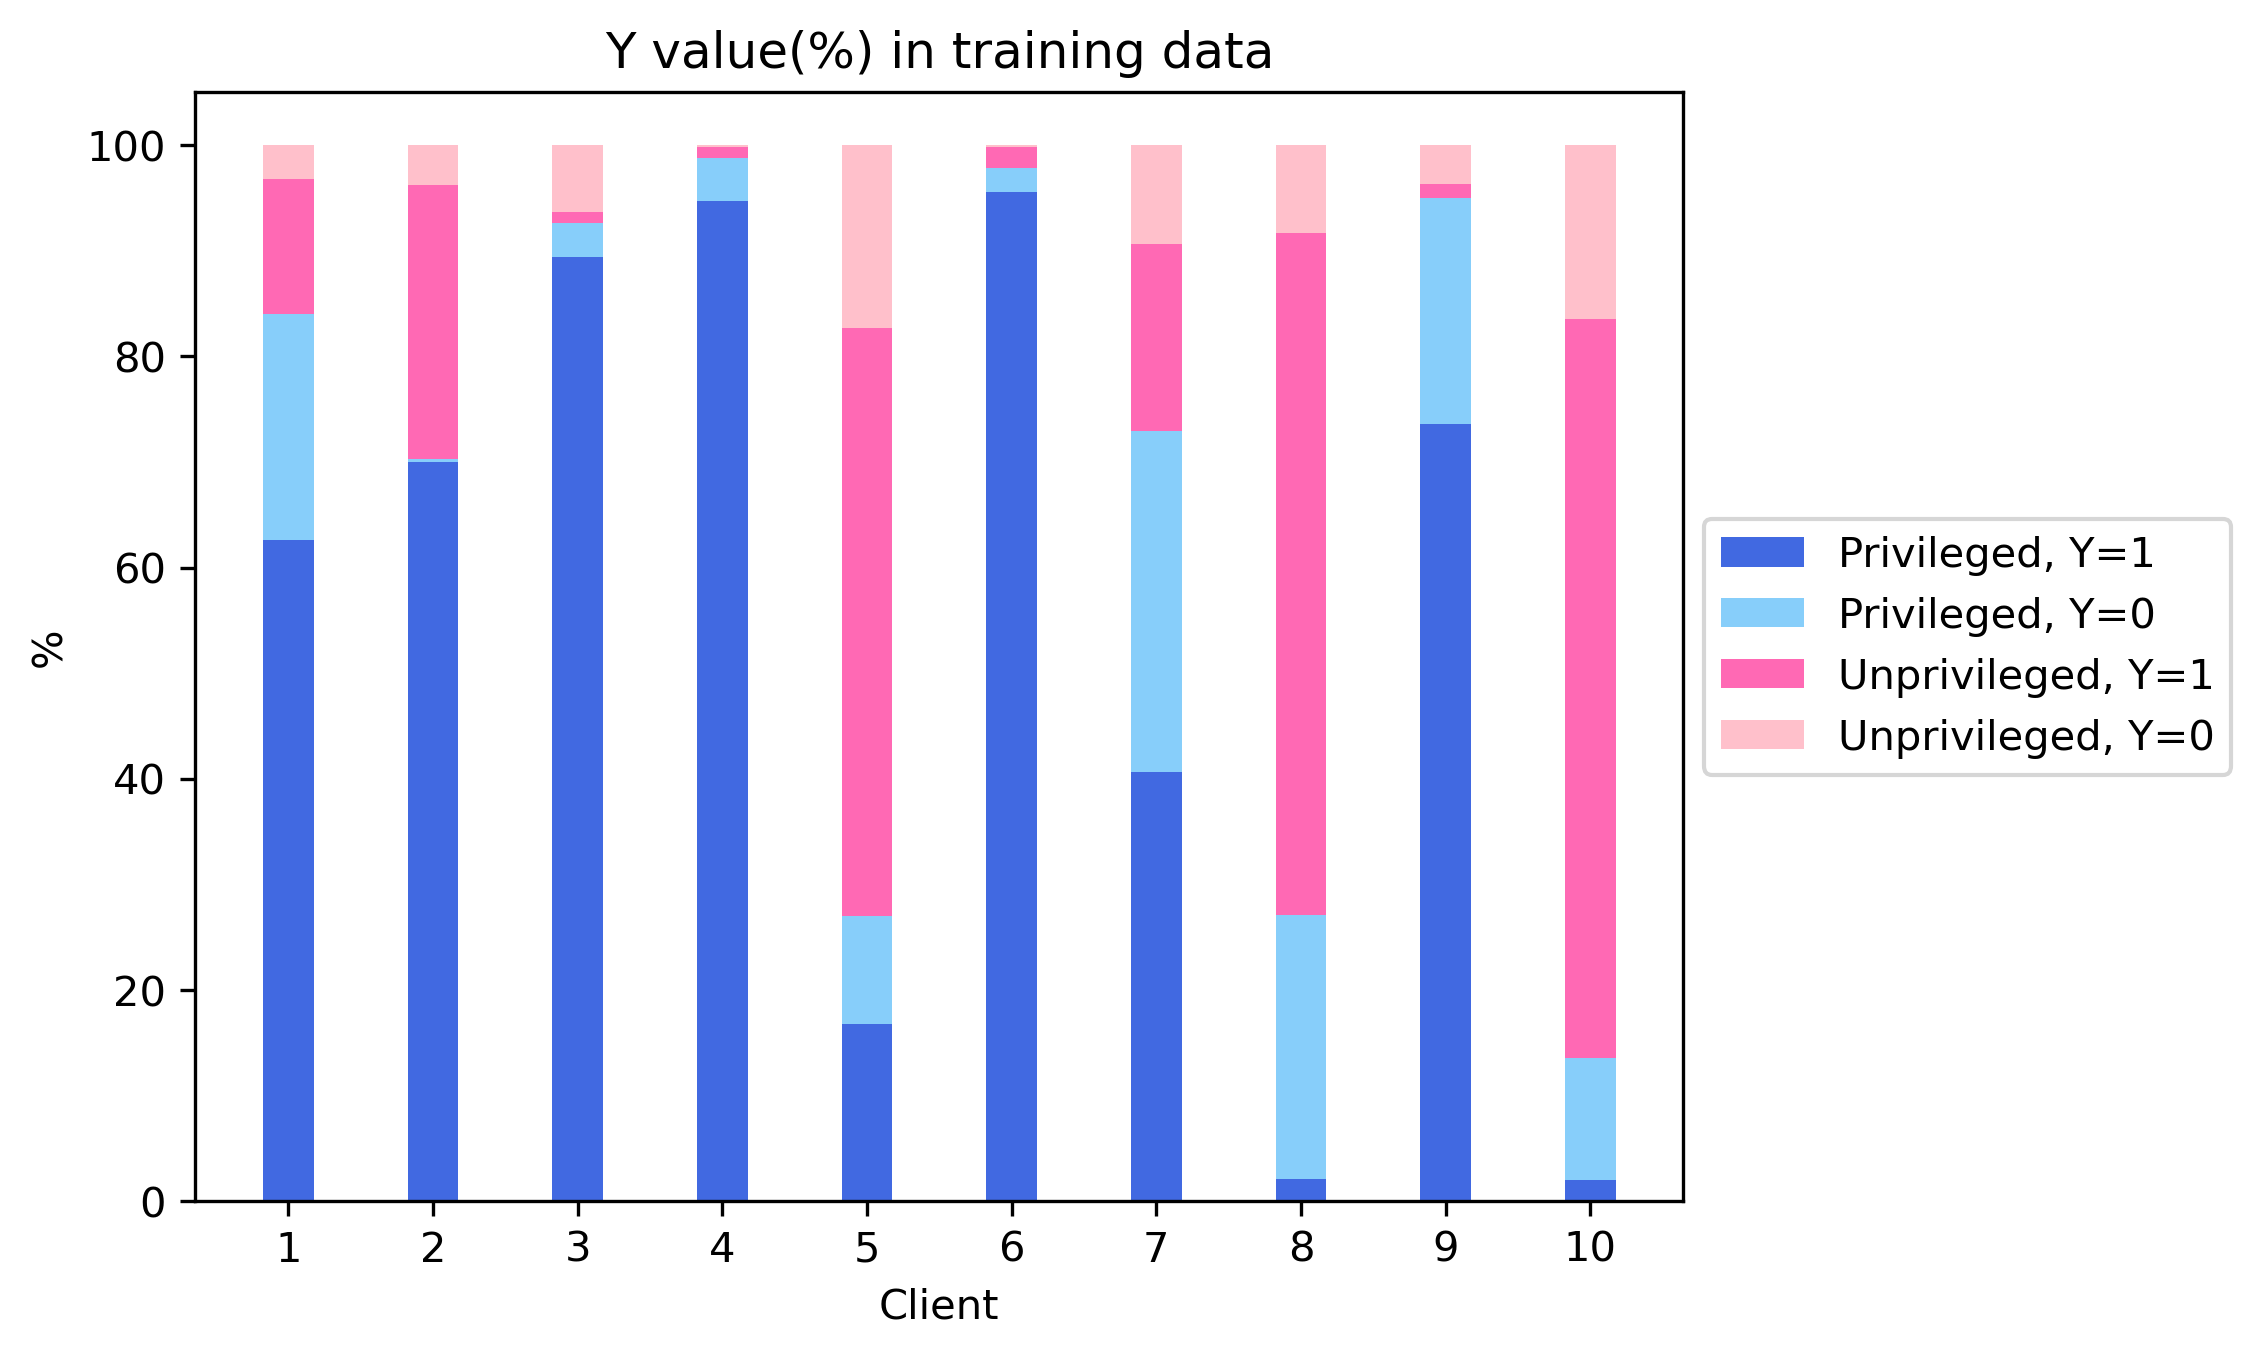 Y value(%) in training data
100
80
60
40
20
0
%
1 2 3 4 5 6 7 8 9 10
Client
Privileged, Y=1
Privileged, Y=0
Unprivileged, Y=1
Unprivileged, Y=0